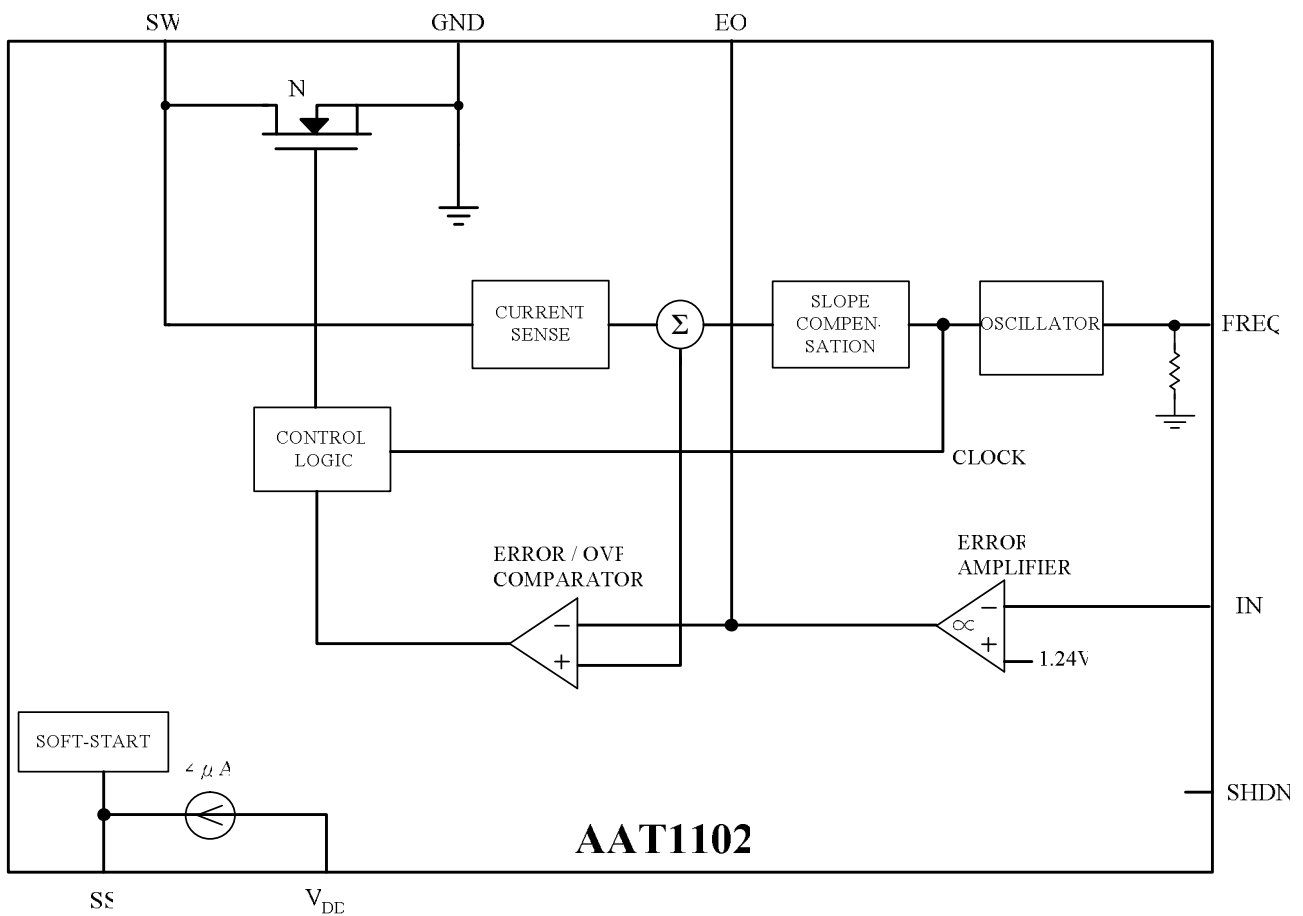 SW
GND
EO
N
CURRENT
SENSE
Σ
SLOPE
COMPEN-
SATION
OSCILLATOR
FREQ
CONTROL
LOGIC
CLOCK
ERROR / OVP
COMPARATOR
ERROR
AMPLIFIER
−
+
∝
−
+
1.24V
IN
SOFT-START
μA
SHDN
AAT1102
SS
VDD